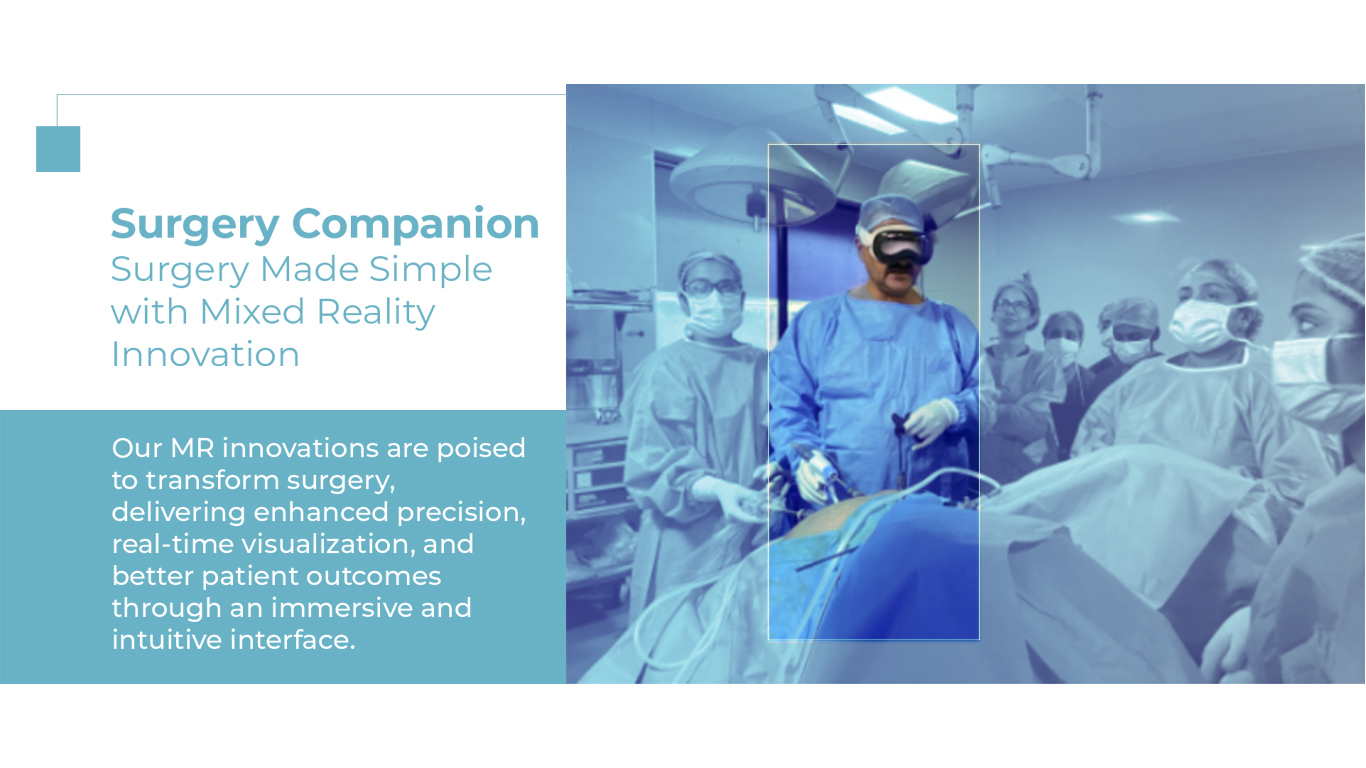 Surgery Companion
Surgery Made Simple
with Mixed Reality
Innovation
Our MR innovations are poised
to transform surgery,
delivering enhanced precision,
real-time visualization, and
better patient outcomes
through an immersive and
intuitive interface.